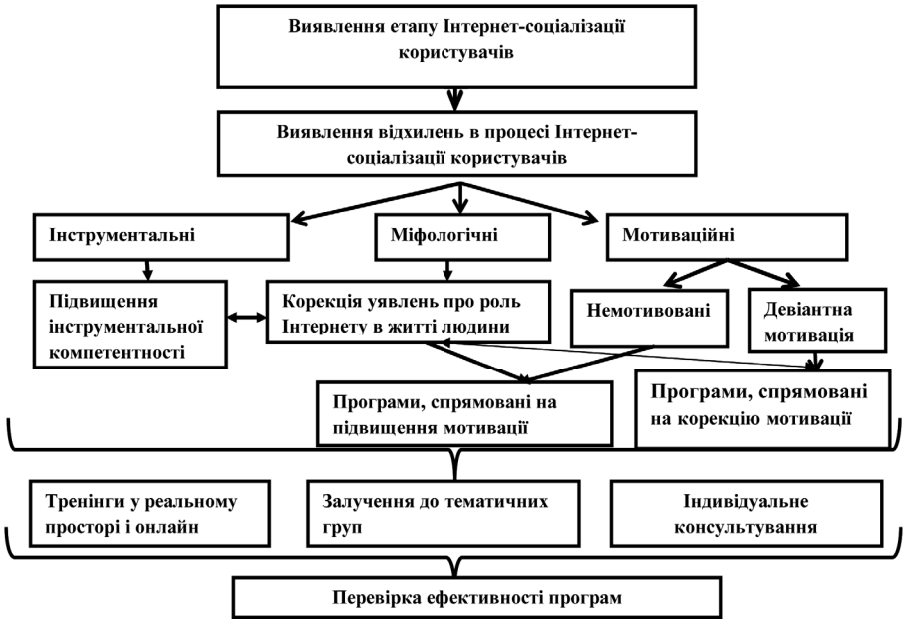 Виявлення етапу Інтернет-соціалізації
користувачів
Виявлення відхилень в процесі Інтернет-
соціалізації користувачів
Інструментальні
Міфологічні
Мотиваційні
Підвищення
інструментальної
компетентності
Корекція уявлень про роль
Інтернету в житті людини
Немотивовані
Девіантна
мотивація
Програми, спрямовані на
підвищення мотивації
Програми, спрямовані
на корекцію мотивації
Тренінги у реальному
просторі і онлайн
Залучення до тематичних
груп
Індивідуальне
консультування
Перевірка ефективності програм